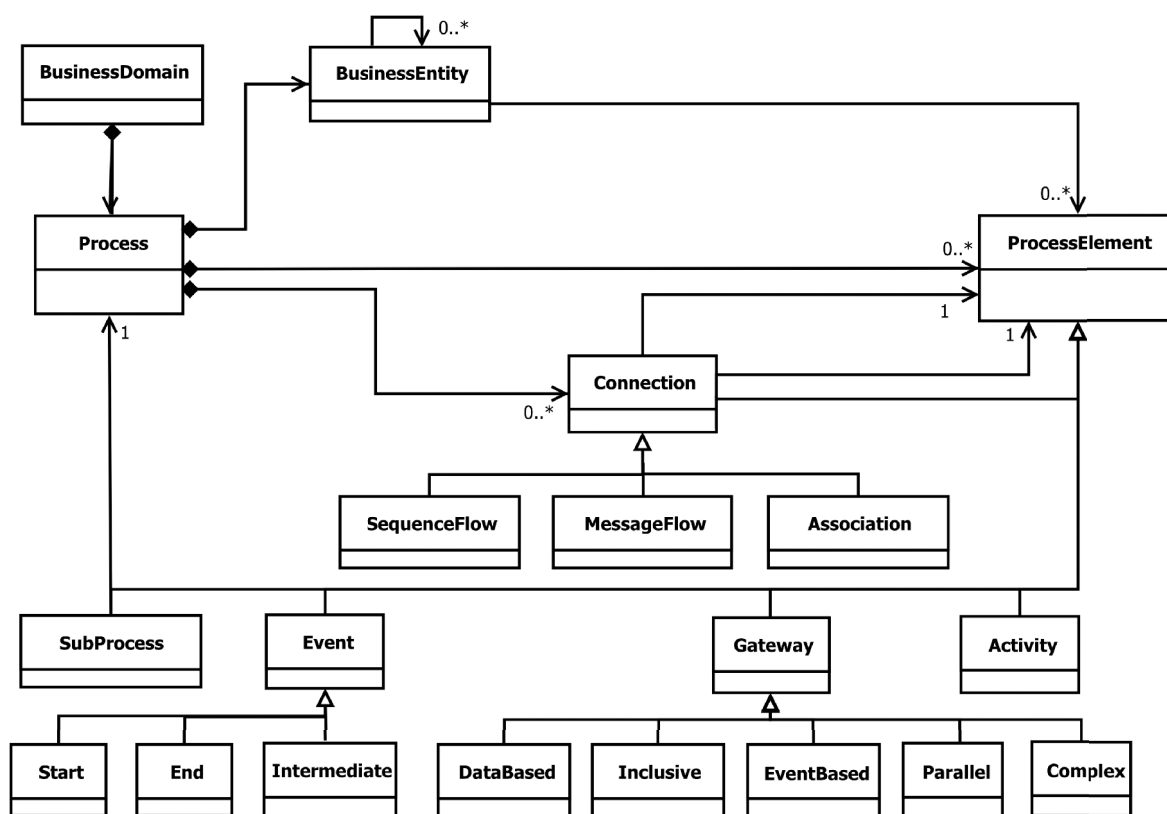 0..*
BusinessDomain
BusinessEntity
0..*
Process
0..*
ProcessElement
1
1
1
Connection
0..*
SequenceFlow
MessageFlow
Association
SubProcess
Event
Gateway
Activity
Start
End
Intermediate
DataBased
Inclusive
EventBased
Parallel
Complex